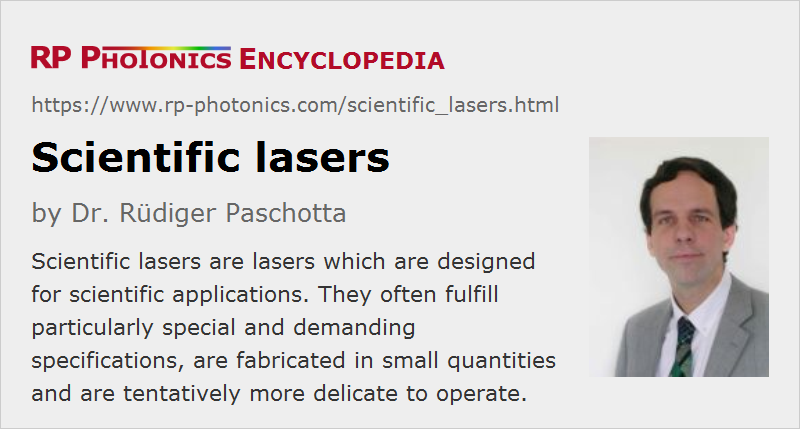 RP PHOTONICS ENCYCLOPEDIA
https://www.rp-photonics.com/scientific_lasers.html
Scientific lasers
by Dr. Rüdiger Paschotta
Scientific lasers are lasers which are designed
for scientific applications. They often fulfill
particularly special and demanding
specifications, are fabricated in small quantities
and are tentatively more delicate to operate.